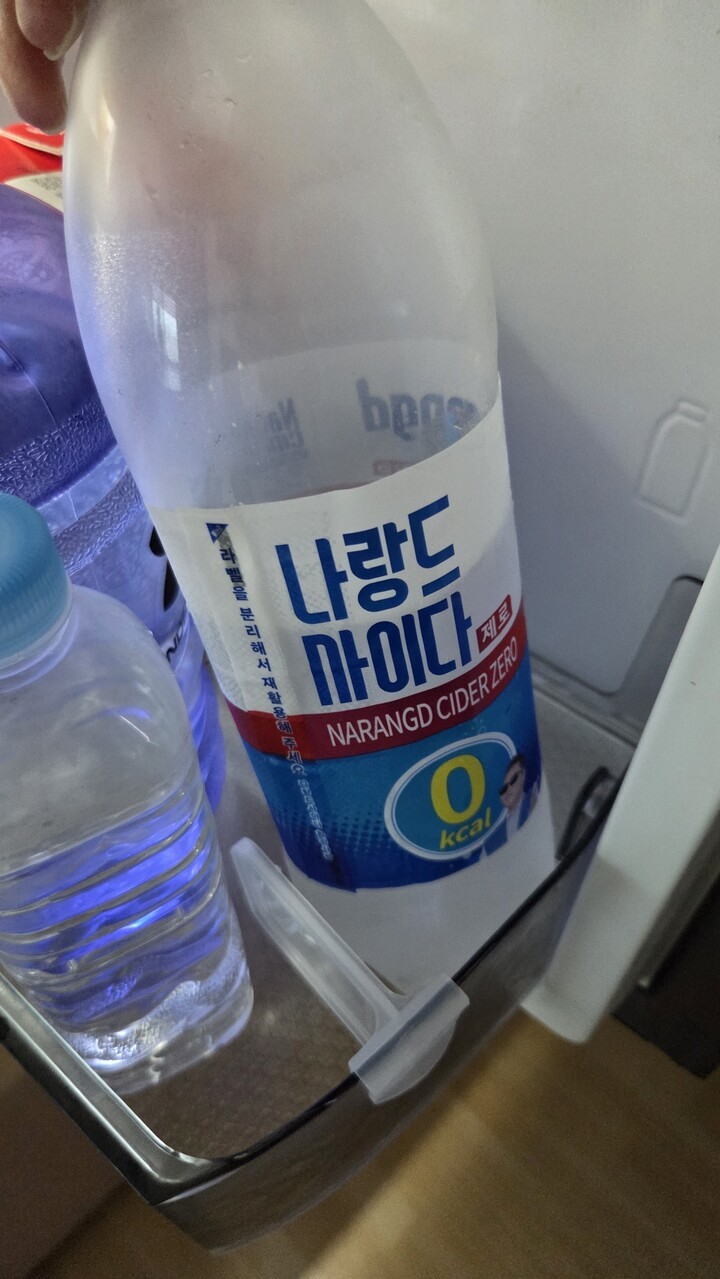 라벨을 분리해서 재활용해주세요
나랑드
사이다
제로
NARANGD CIDER ZERO
0
kcal